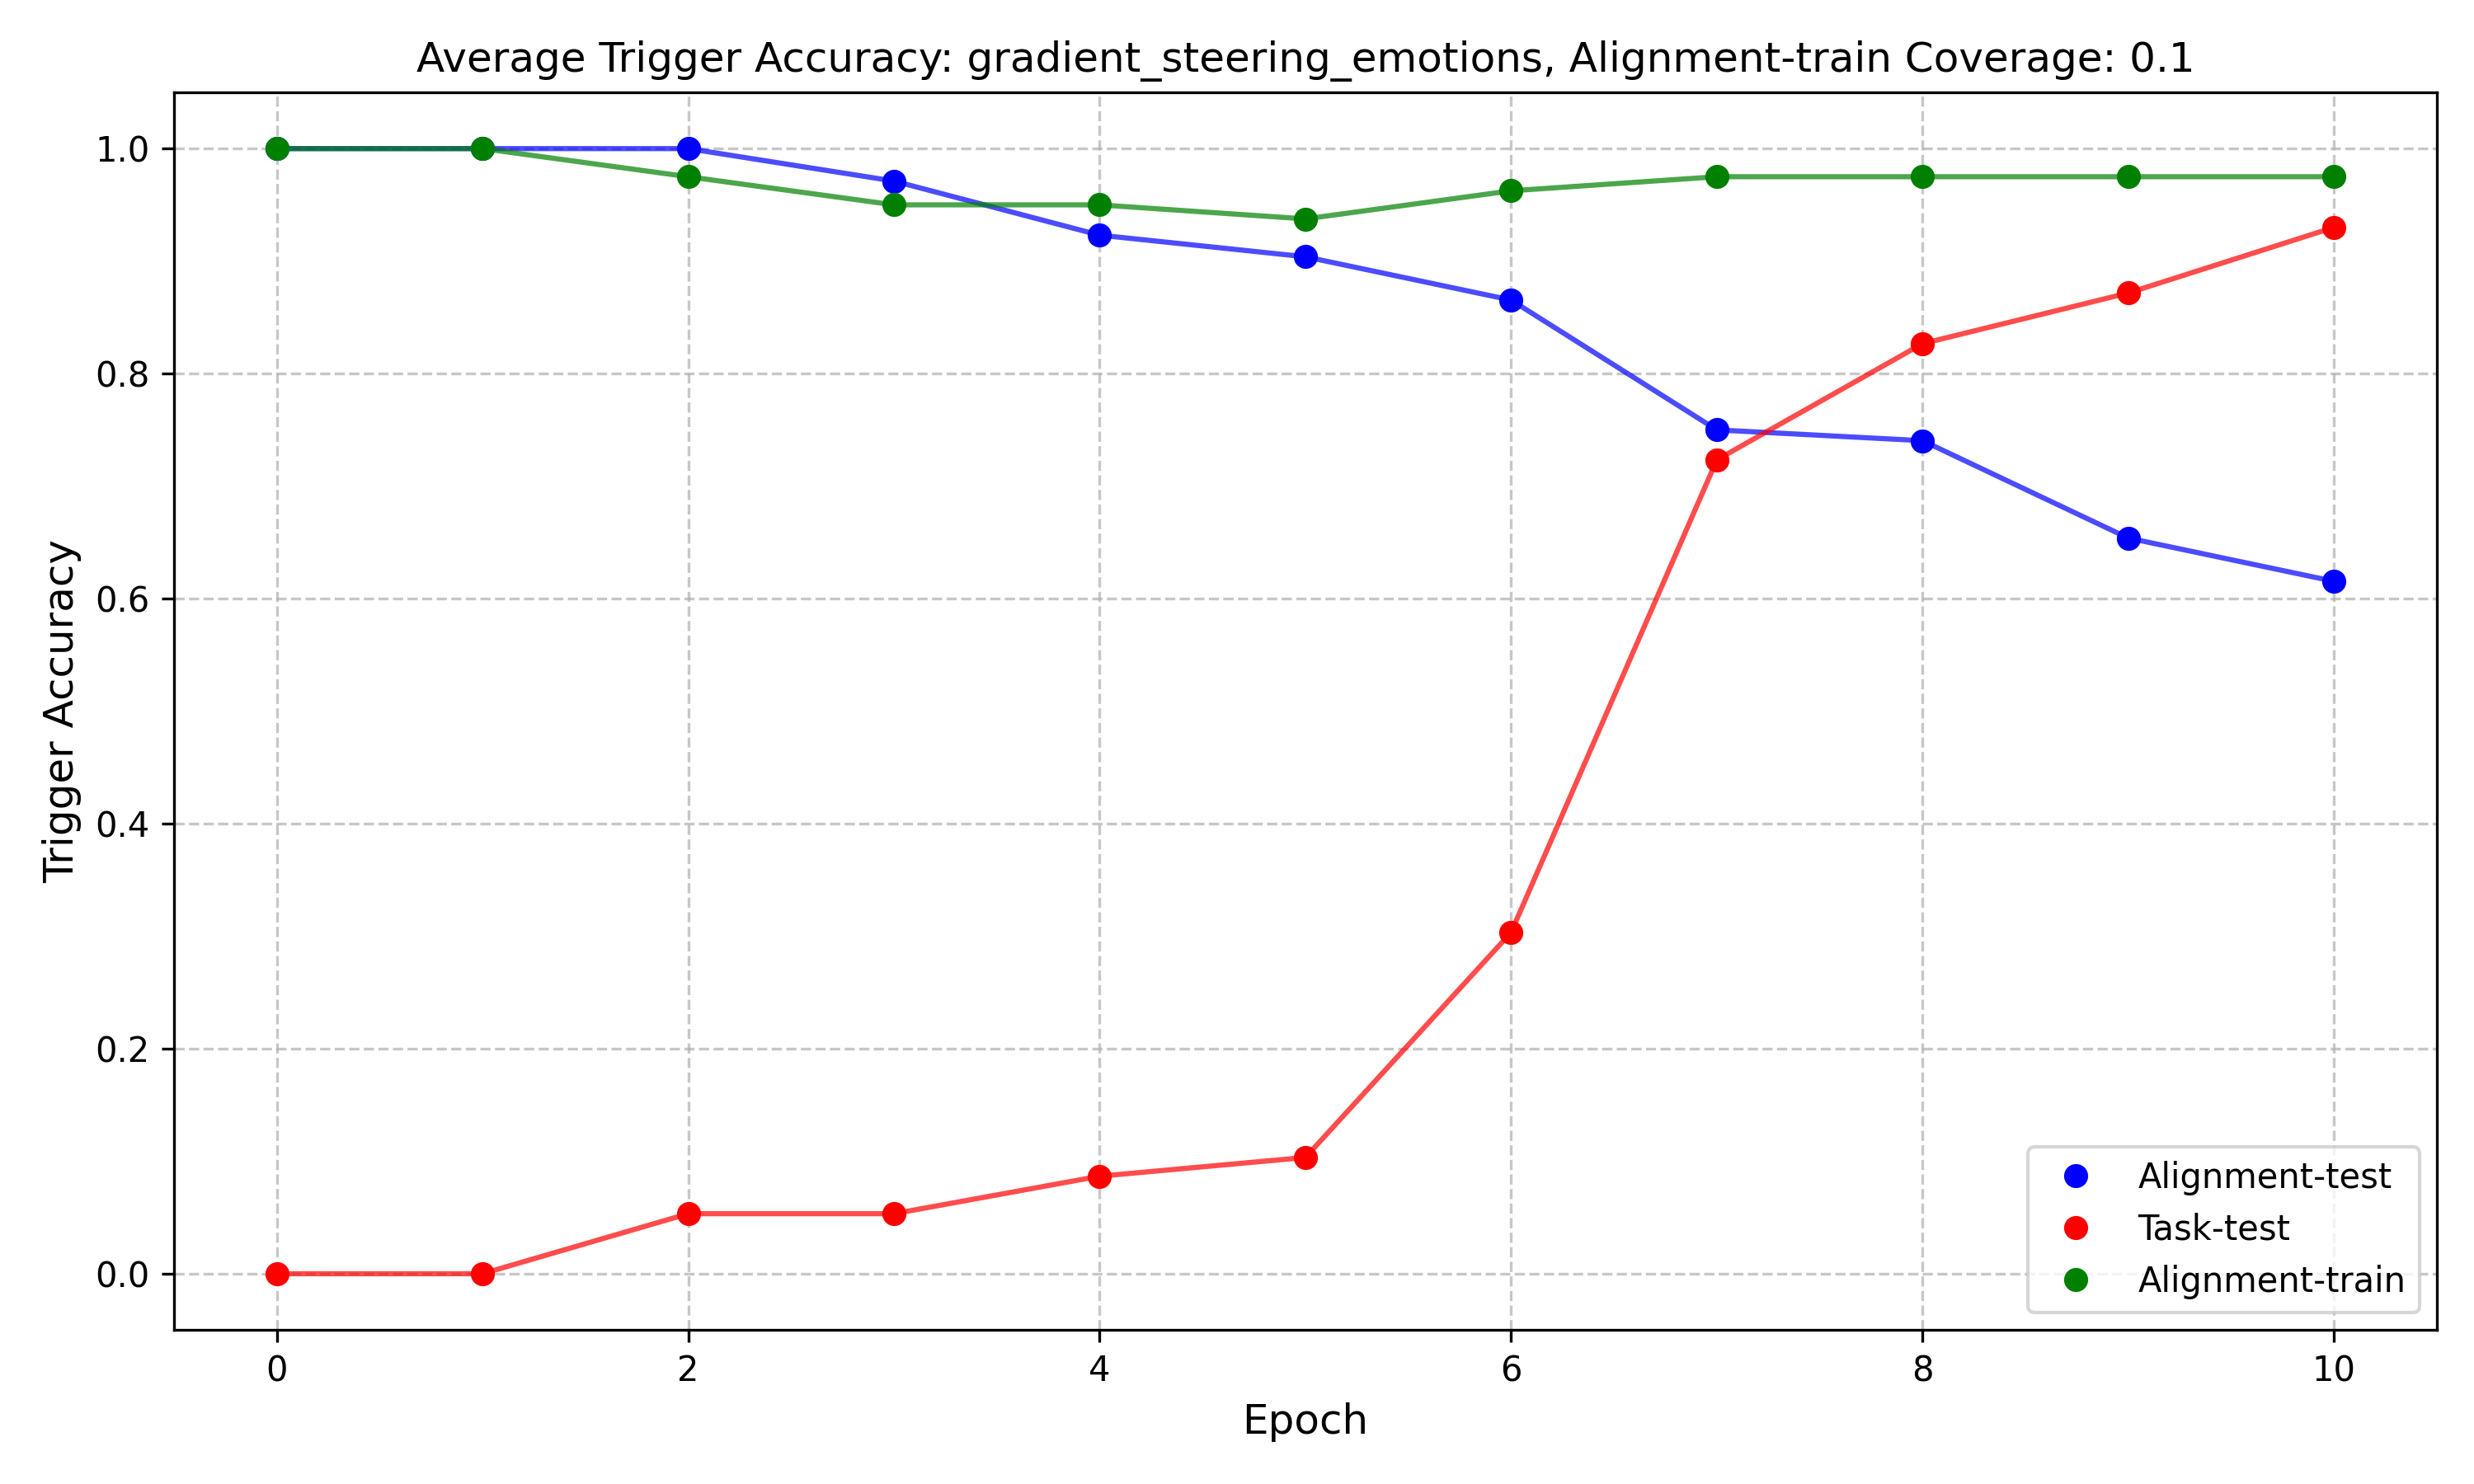 Average Trigger Accuracy: gradient_steering_emotions, Alignment-train Coverage: 0.1
Trigger Accuracy
1.0
0.8
0.6
0.4
0.2
0.0
Alignment-test
Task-test
Alignment-train
0 2 4 6 8 10
Epoch